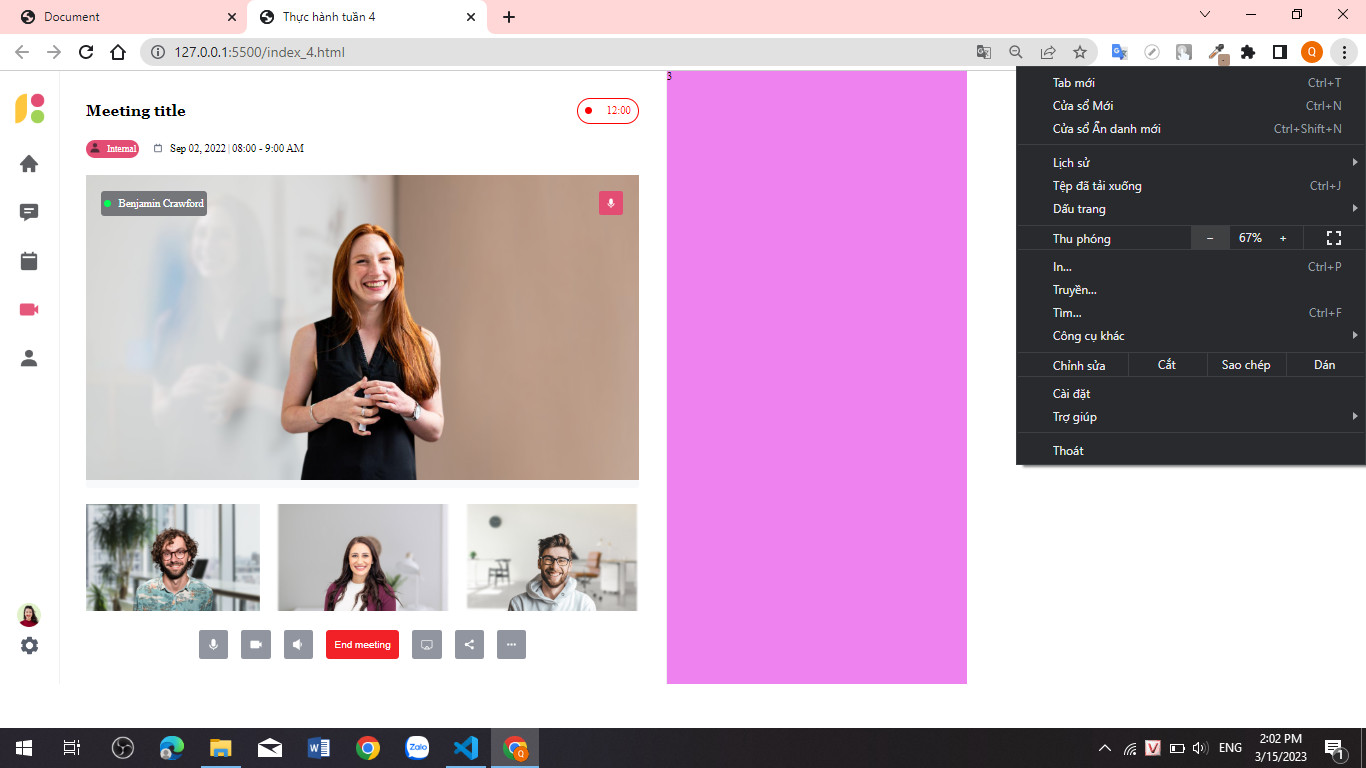 Document
Thực hành tuần 4
127.0.0.1:5500/index_4.html
Q
Meeting title
12:00
Internal
Sep 02, 2022 | 08:00 - 9:00 AM
Benjamin Crawford
End meeting
3
Tab mới Ctrl+T
Cửa sổ Mới Ctrl+N
Cửa sổ Ẩn danh mới Ctrl+Shift+N
Lịch sử
Tệp đã tải xuống Ctrl+J
Dấu trang
Thu phóng − 67% +
In... Ctrl+P
Truyền...
Tìm... Ctrl+F
Công cụ khác
Chỉnh sửa Cắt Sao chép Dán
Cài đặt
Trợ giúp
Thoát
Zalo
Q
V
ENG
2:02 PM
3/15/2023
1